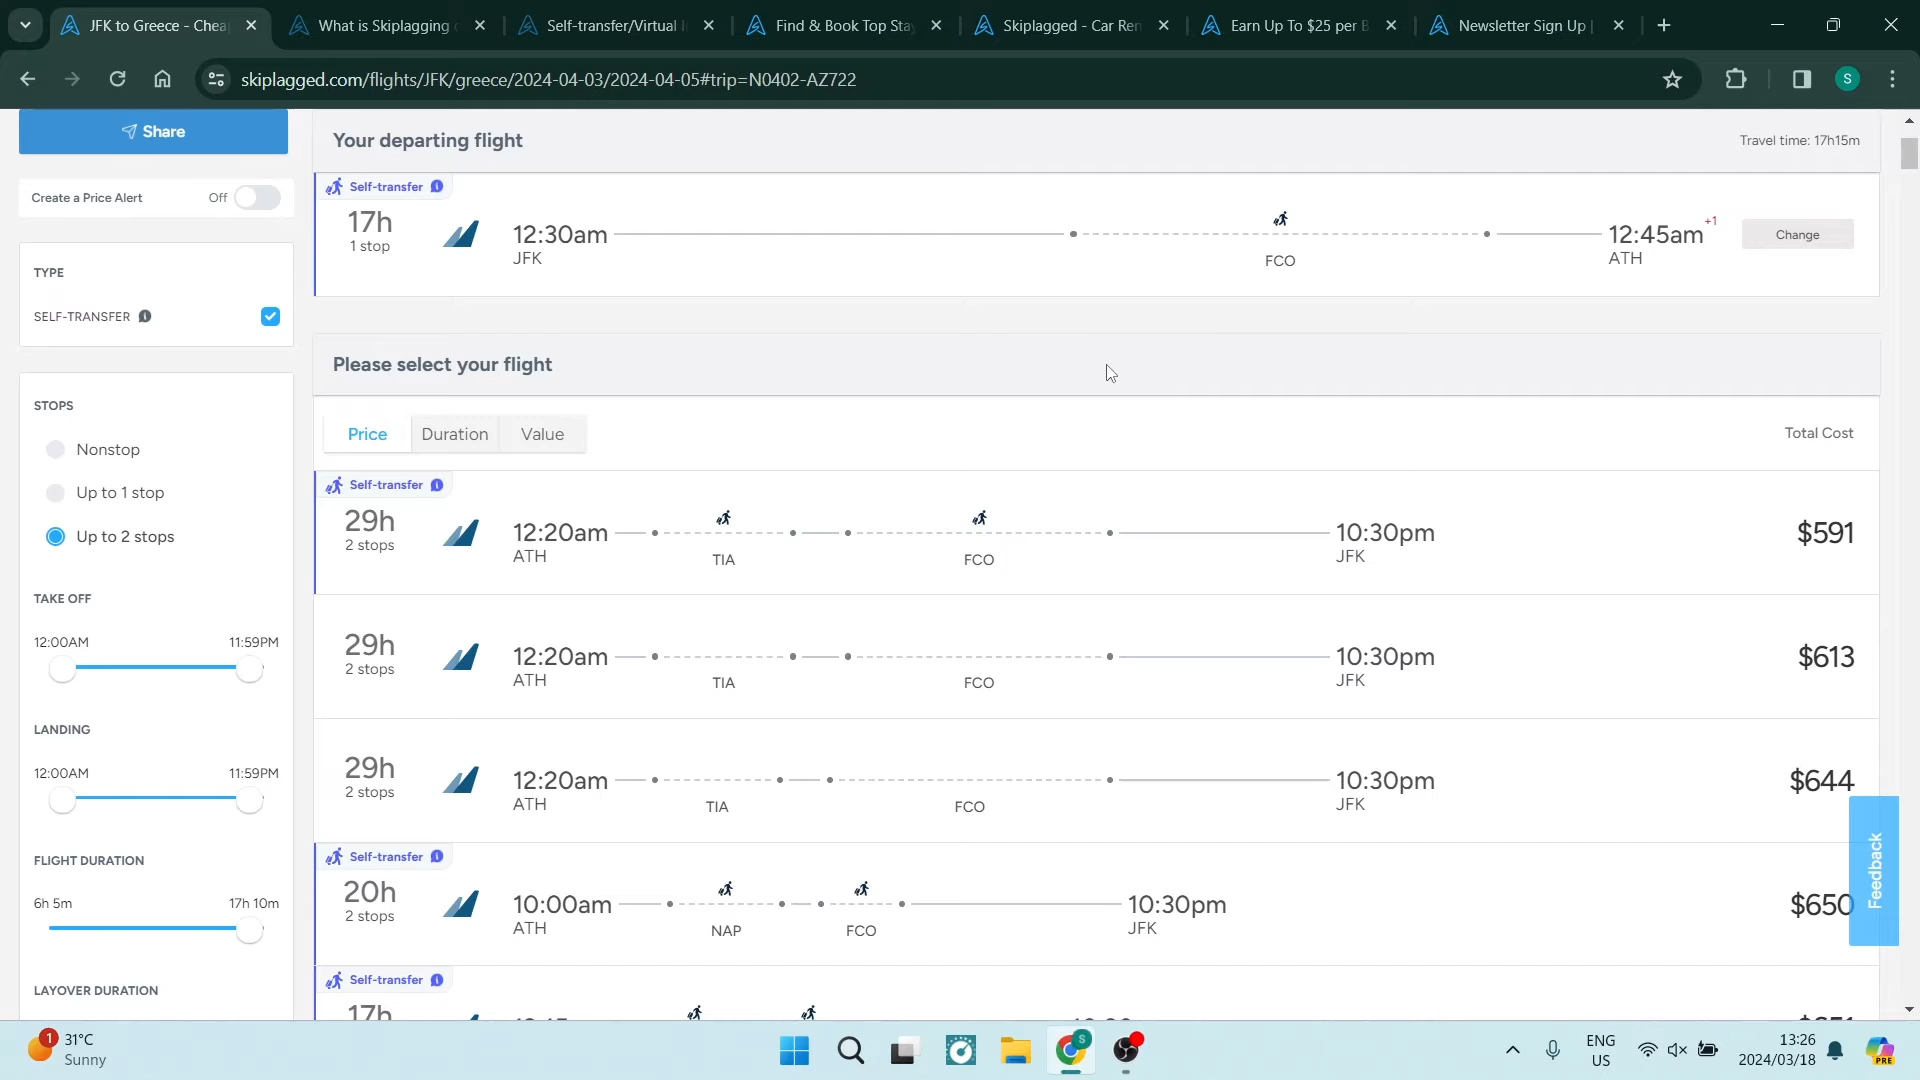 JFK to Greece - Chea
What is Skiplagging
Self-transfer/Virtual I
Find & Book Top Sta
Skiplagged - Car Ren
Earn Up To $25 per B
Newsletter Sign Up |
skiplagged.com/flights/JFK/greece/2024-04-03/2024-04-05#trip=N0402-AZ722
S
Share
Your departing flight
Travel time: 17h15m
Create a Price Alert
Off
Self-transfer
17h
1 stop
12:30am
JFK
FCO
12:45am
+1
ATH
Change
TYPE
SELF-TRANSFER
Please select your flight
STOPS
Nonstop
Up to 1 stop
Up to 2 stops
Price
Duration
Value
Total Cost
Self-transfer
29h
2 stops
12:20am
ATH
TIA
FCO
10:30pm
JFK
$591
TAKE OFF
12:00AM
11:59PM
29h
2 stops
12:20am
ATH
TIA
FCO
10:30pm
JFK
$613
LANDING
12:00AM
11:59PM
29h
2 stops
12:20am
ATH
TIA
FCO
10:30pm
JFK
$644
FLIGHT DURATION
6h 5m
17h 10m
Self-transfer
20h
2 stops
10:00am
ATH
NAP
FCO
10:30pm
JFK
$650
Feedback
LAYOVER DURATION
Self-transfer
17h
1
31°C
Sunny
S
ENG
US
13:26
2024/03/18
PRE